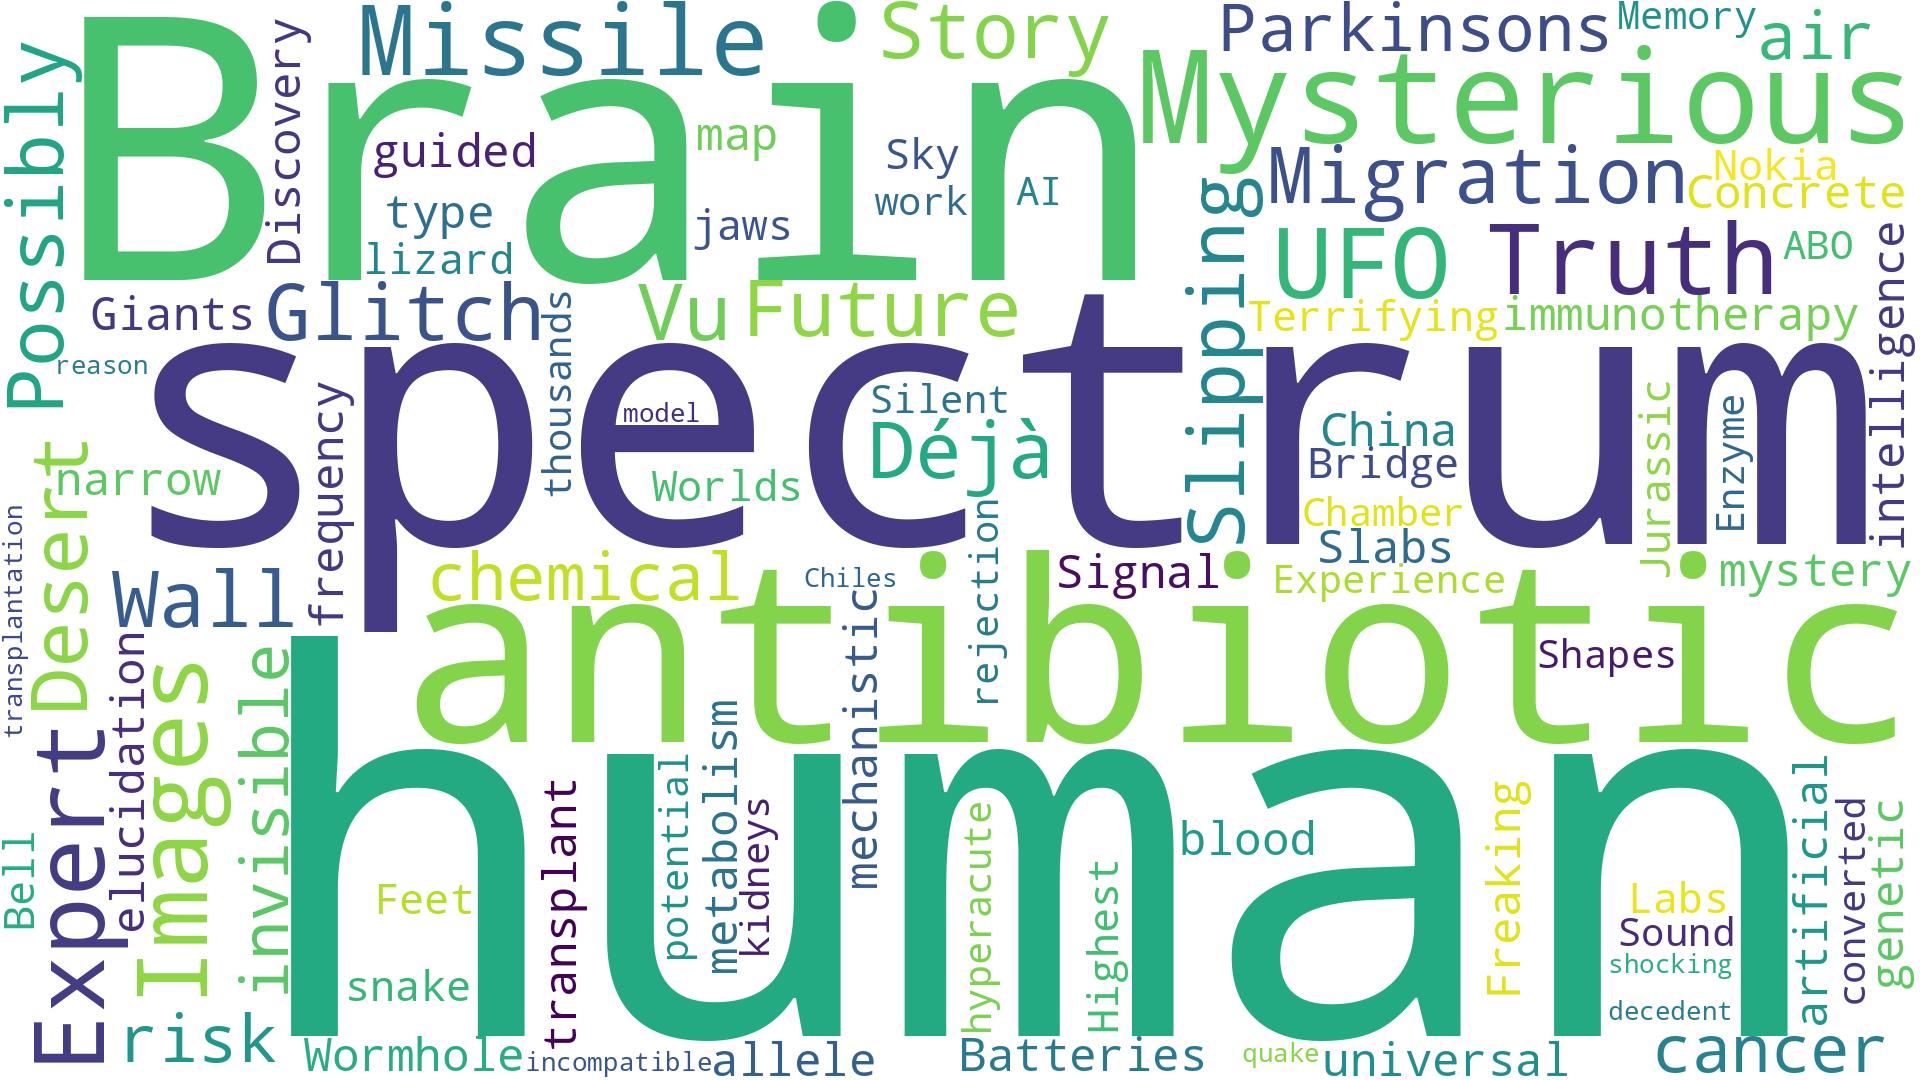 Brain
Missile
Story
Parkinsons
Memory
air
Mysterious
Possibly
Discovery
guided
map
Sky
work
AI
type
jaws
lizard
Migration
Nokia
Concrete
Slipping
UFO
Truth
ABO
intelligence
Giants
Glitch
thousands
Vu
Future
Terrifying
immunotherapy
reason
spectrum
model
Silent
Déjà
Worlds
China
Bridge
Chamber
Slabs
Jurassic
Enzyme
narrow
Desert
frequency
transplantation
Wall
chemical
Chiles
rejection
Signal
Experience
mystery
antibiotic
Shapes
elucidation
Images
invisible
Expert
Bell
human
mechanistic
metabolism
potential
kidneys
transplant
hyperacute
Highest
blood
Freaking
Labs
Sound
shocking
decedent
artificial
converted
genetic
Feet
snake
risk
Wormhole
incompatible
allele
Batteries
quake
universal
cancer